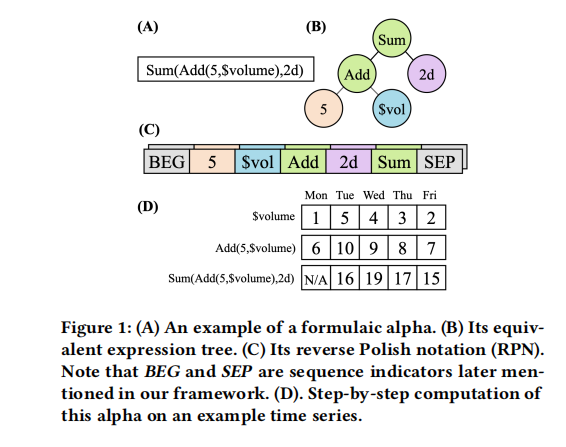 (A)
(B)
Sum(Add(5,$volume),2d)
Sum
Add
2d
5
$vol
(C)
BEG 5 $vol Add 2d Sum SEP
(D)
Mon Tue Wed Thu Fri
$volume 1 5 4 3 2
Add(5,$volume) 6 10 9 8 7
Sum(Add(5,$volume),2d) N/A 16 19 17 15
Figure 1: (A) An example of a formulaic alpha. (B) Its equiv-
alent expression tree. (C) Its reverse Polish notation (RPN).
Note that BEG and SEP are sequence indicators later men-
tioned in our framework. (D). Step-by-step computation of
this alpha on an example time series.